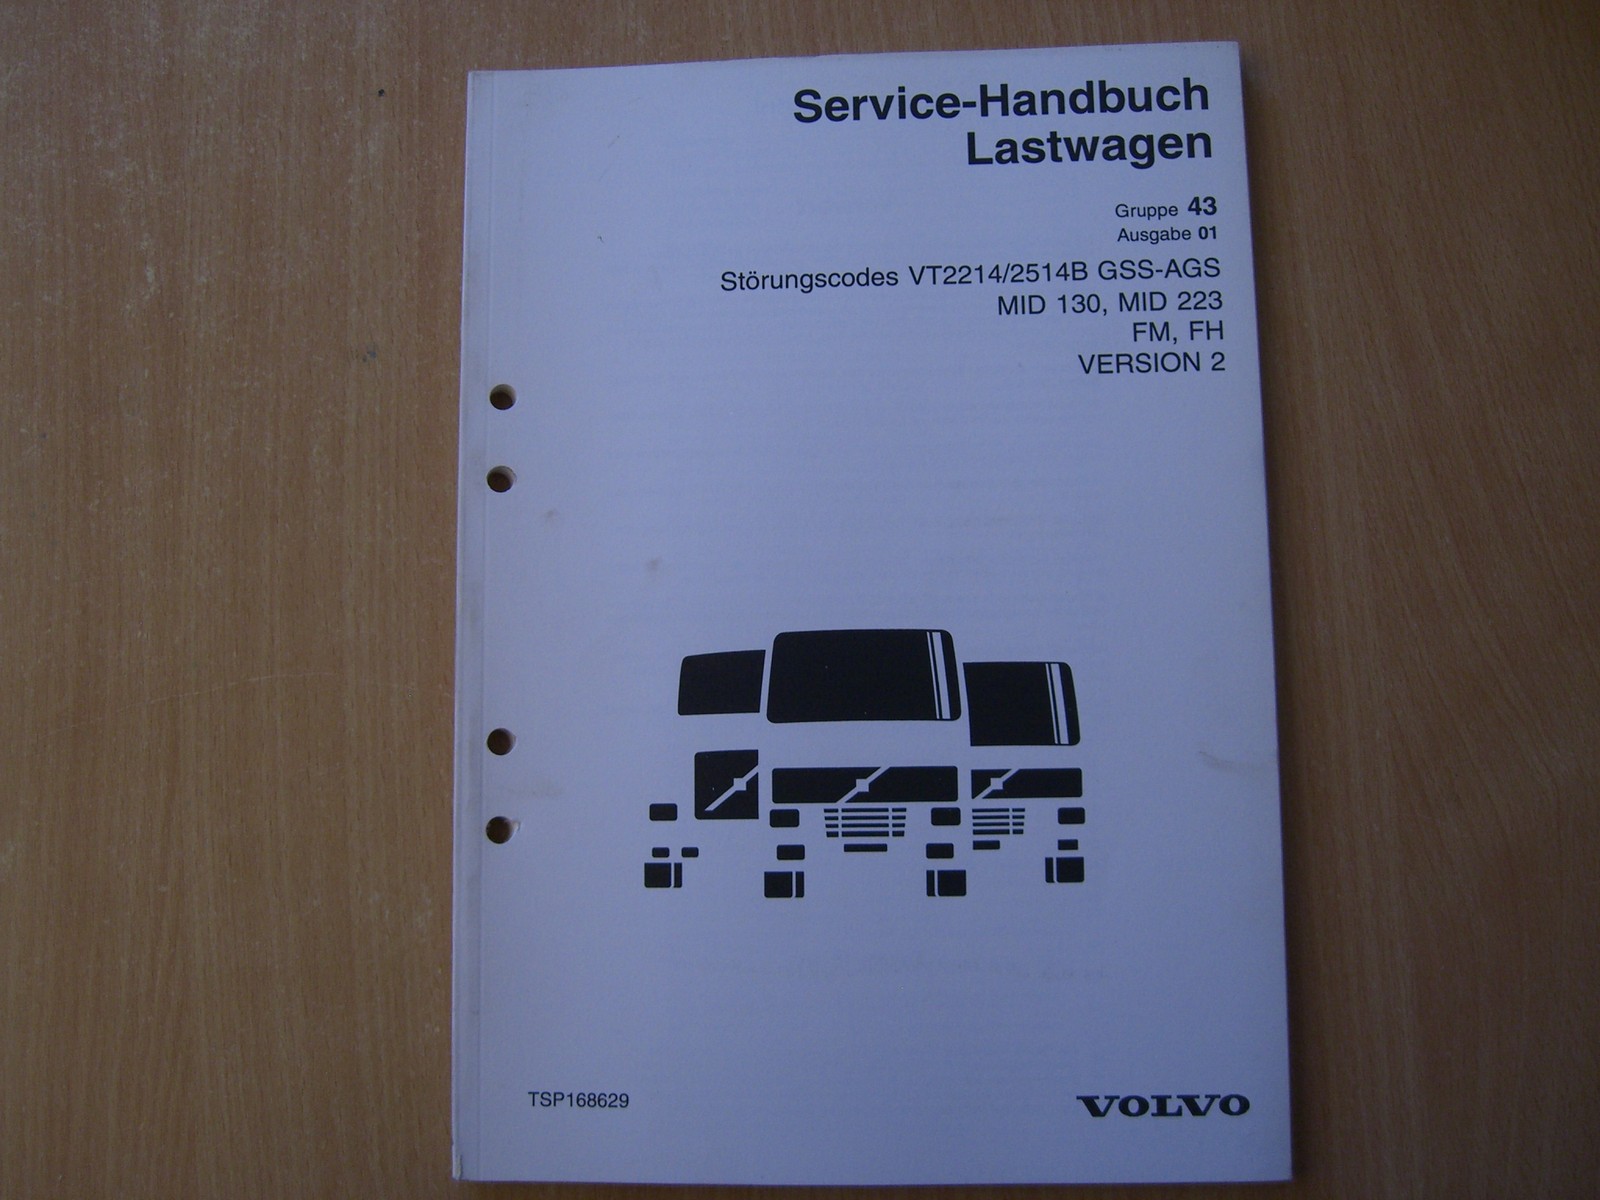 Service-Handbuch
Lastwagen
Gruppe 43
Ausgabe 01
Störungscodes VT2214/2514B GSS-AGS
MID 130, MID 223
FM, FH
VERSION 2
TSP168629
VOLVO